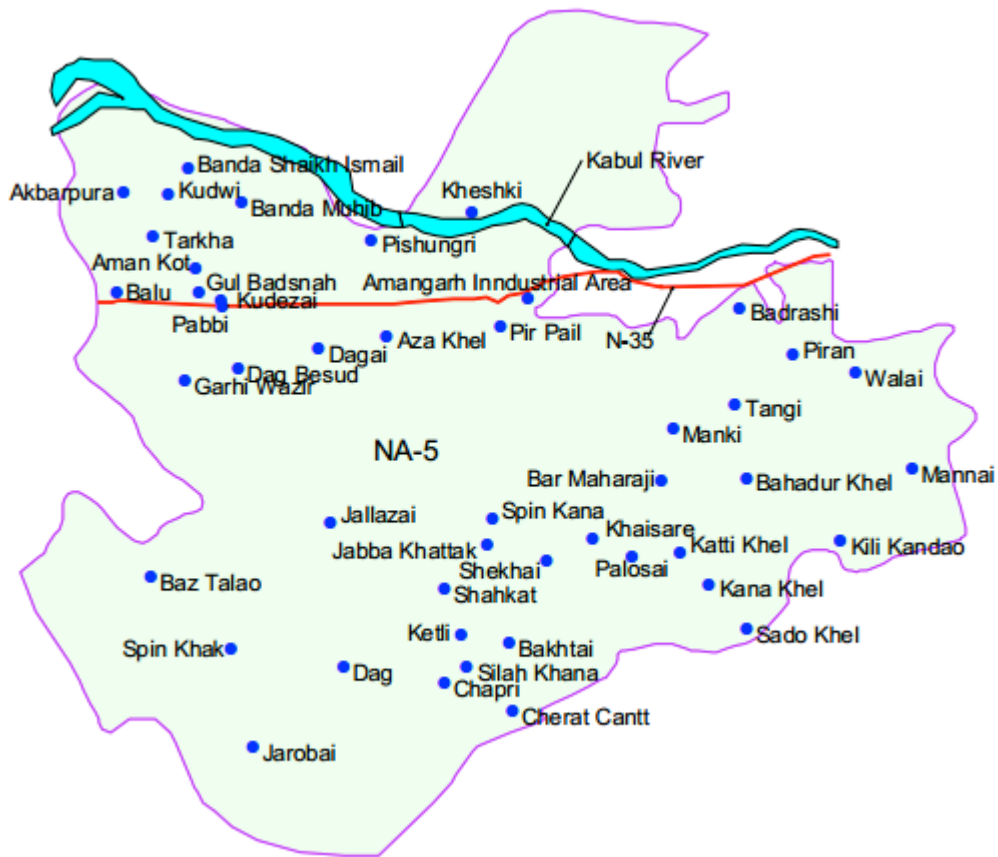 Banda Shaikh Ismail
Kabul River
Akbarpura
Kudwi
Kheshki
Banda Muhib
Tarkha
Pishungri
Aman Kot
Gul Badsnah
Amangarh Inndustrial Area
Balu
Kudezai
Pabbi
Badrashi
Aza Khel
Pir Pail
N-35
Dagai
Piran
Dag Besud
Walai
Garhi Wazir
Tangi
Manki
NA-5
Bar Maharaji
Bahadur Khel
Mannai
Jallazai
Spin Kana
Khaisare
Jabba Khattak
Katti Khel
Kili Kandao
Shekhai
Palosai
Baz Talao
Shahkat
Kana Khel
Ketli
Bakhtai
Sado Khel
Spin Khak
Dag
Silah Khana
Chapri
Cherat Cantt
Jarobai